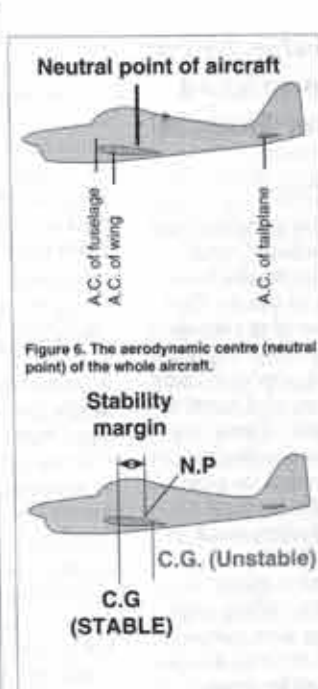 Neutral point of aircraft
A.C. of fuselage
A.C. of wing
A.C. of tailplane
Figure 6. The aerodynamic centre (neutral
point) of the whole aircraft.
Stability
margin
N.P
C.G. (Unstable)
C.G
(STABLE)